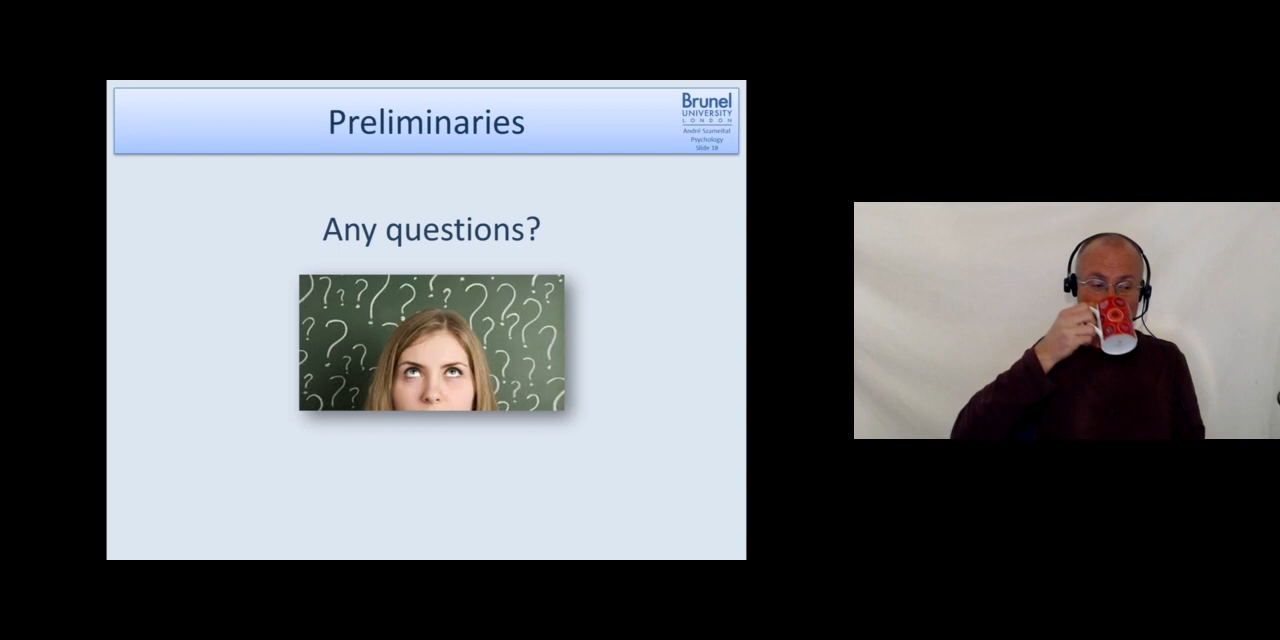 Preliminaries
Brunel
UNIVERSITY
LONDON
André Szameitat
Psychology
Slide 18
Any questions?